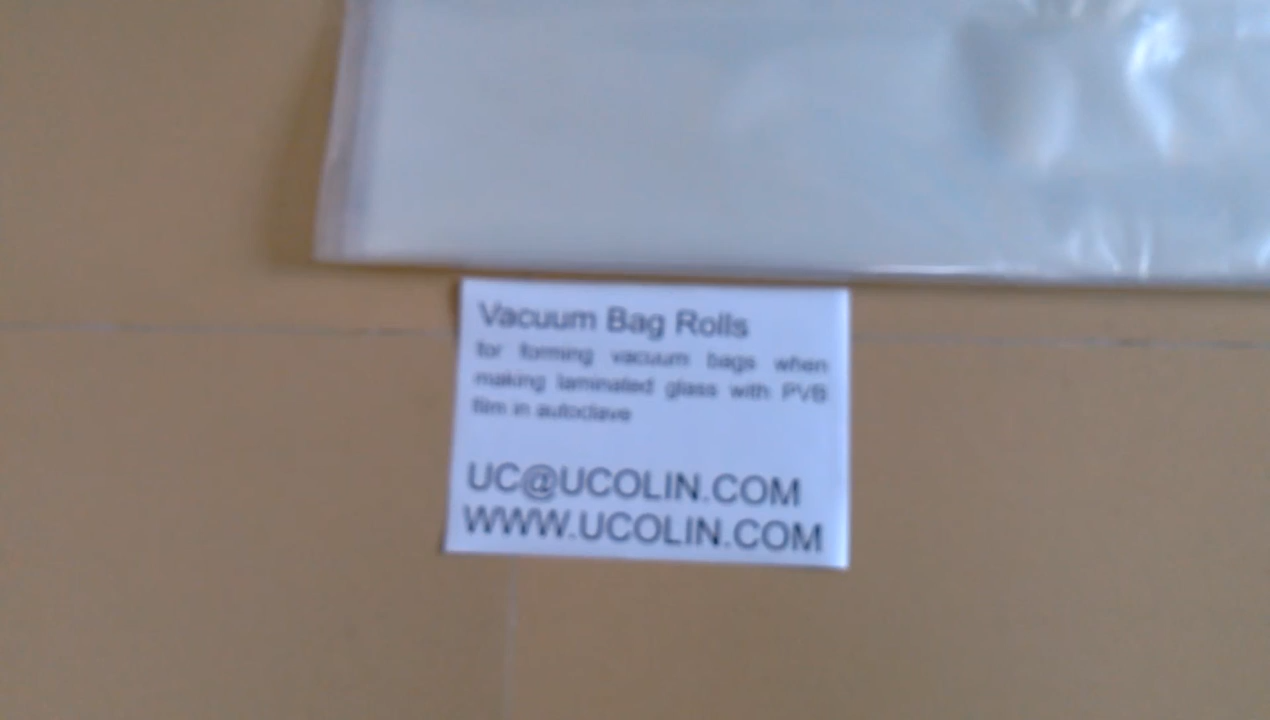 Vacuum Bag Rolls
for forming vacuum bags when
making laminated glass with PVB
film in autoclave
UC@UCOLIN.COM
WWW.UCOLIN.COM